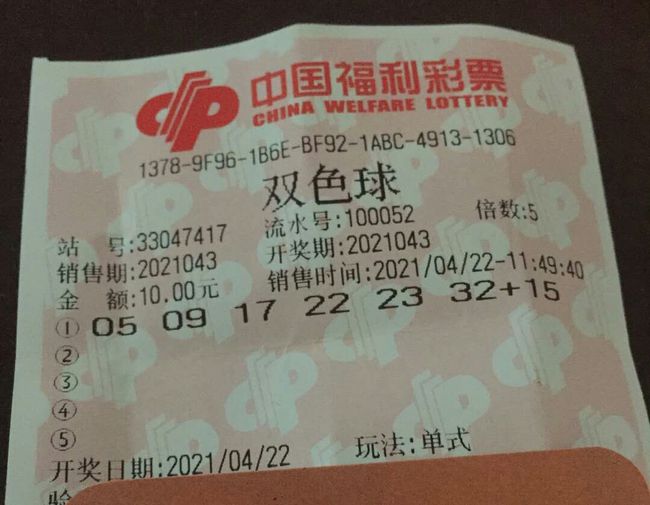 中国福利彩票
CHINA WELFARE LOTTERY
1378-9F96-1B6E-BF92-1ABC-4913-1306
双色球
站 号:33047417 流水号:100052 倍数:5
销售期:2021043 开奖期:2021043
金 额:10.00元 销售时间:2021/04/22-11:49:40
① 05 09 17 22 23 32+15
②
③
④
⑤
开奖日期:2021/04/22 玩法:单式
验